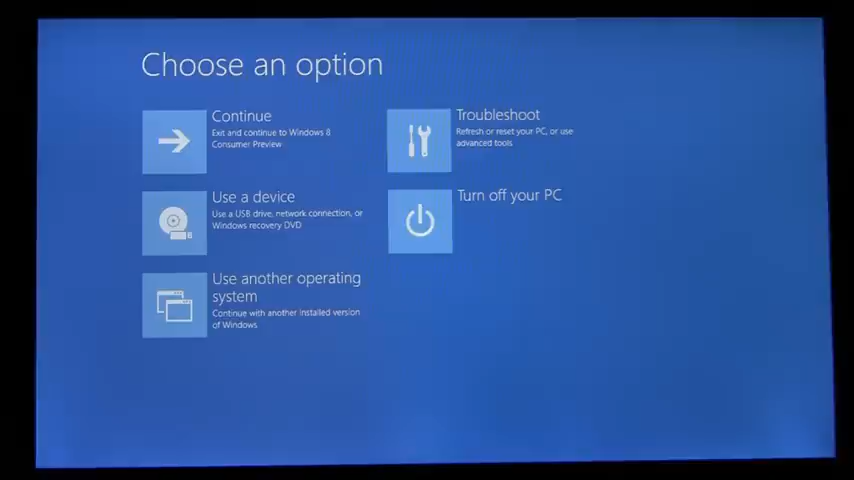 Choose an option
Continue
Exit and continue to Windows 8
Consumer Preview
Use a device
Use a USB drive, network connection, or
Windows recovery DVD
Use another operating
system
Continue with another installed version
of Windows
Troubleshoot
Refresh or reset your PC, or use
advanced tools
Turn off your PC